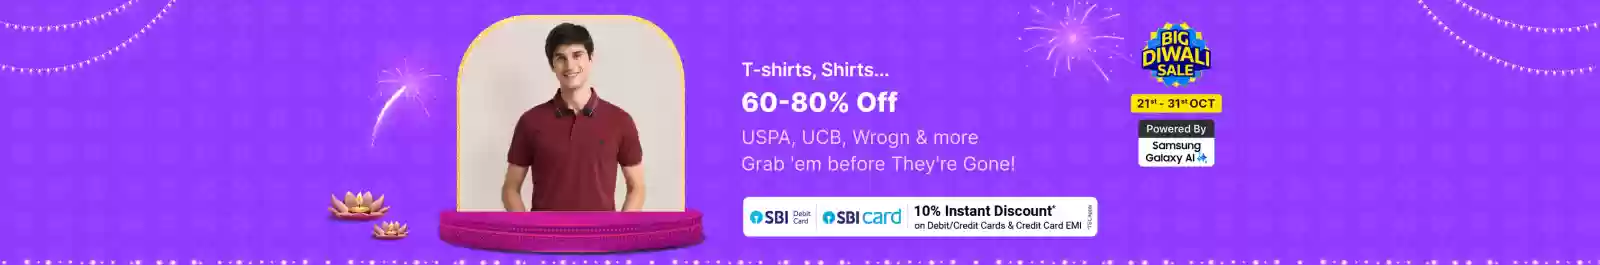 T-shirts, Shirts...
60-80% Off
USPA, UCB, Wrogn & more
Grab 'em before They're Gone!
SBI Debit Card
SBI card
10% Instant Discount*
on Debit/Credit Cards & Credit Card EMI
*T&C Apply
BIG
DIWALI
SALE
21st - 31st OCT
Powered By
Samsung
Galaxy AI